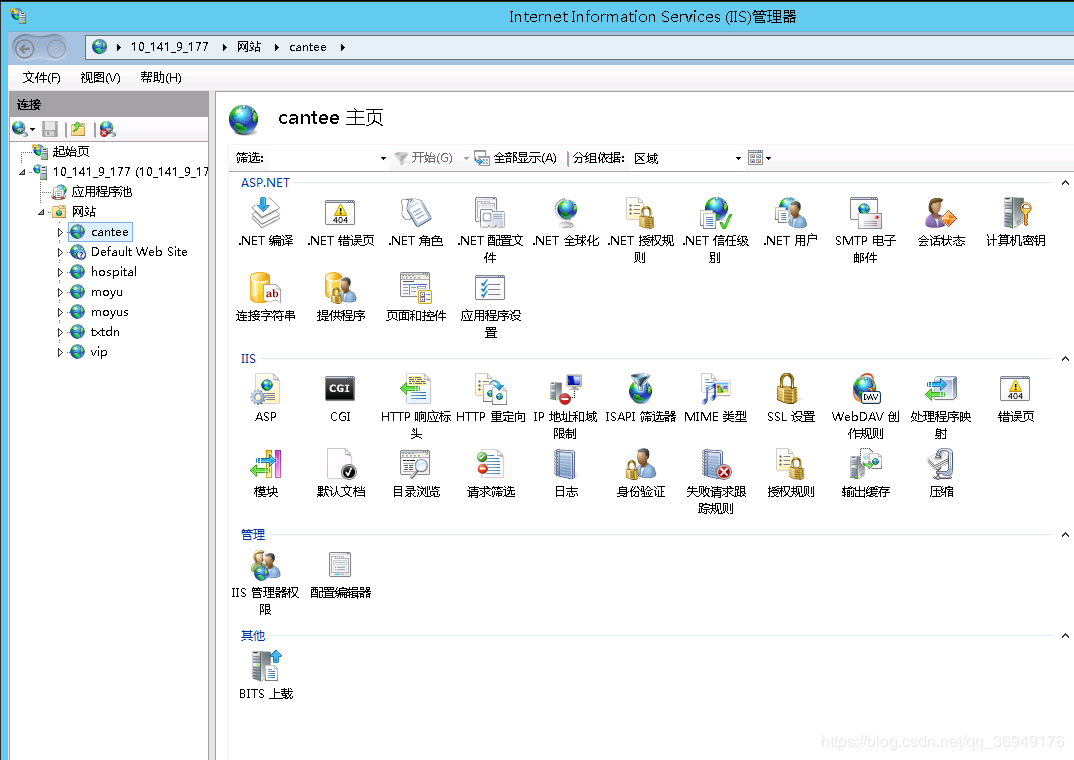 Internet Information Services (IIS)管理器
10_141_9_177 网站 cantee
文件(F) 视图(V) 帮助(H)
连接
起始页
10_141_9_177 (10_141_9_17
应用程序池
网站
cantee
Default Web Site
hospital
moyu
moyus
txtdn
vip
cantee 主页
筛选: 开始(G) 全部显示(A) 分组依据: 区域
ASP.NET
.NET 编译 .NET 错误页 .NET 角色 .NET 配置文 .NET 全球化 .NET 授权规 .NET 信任级 .NET 用户 SMTP 电子 会话状态 计算机密钥
件 则 别 邮件
连接字符串 提供程序 页面和控件 应用程序设
置
IIS
ASP CGI HTTP 响应标 HTTP 重定向 IP 地址和域 ISAPI 筛选器 MIME 类型 SSL 设置 WebDAV 创 处理程序映 错误页
头 限制 作规则 射
模块 默认文档 目录浏览 请求筛选 日志 身份验证 失败请求跟 授权规则 输出缓存 压缩
踪规则
管理
IIS 管理器权 配置编辑器
限
其他
BITS 上载
https://blog.csdn.net/qq_36949176